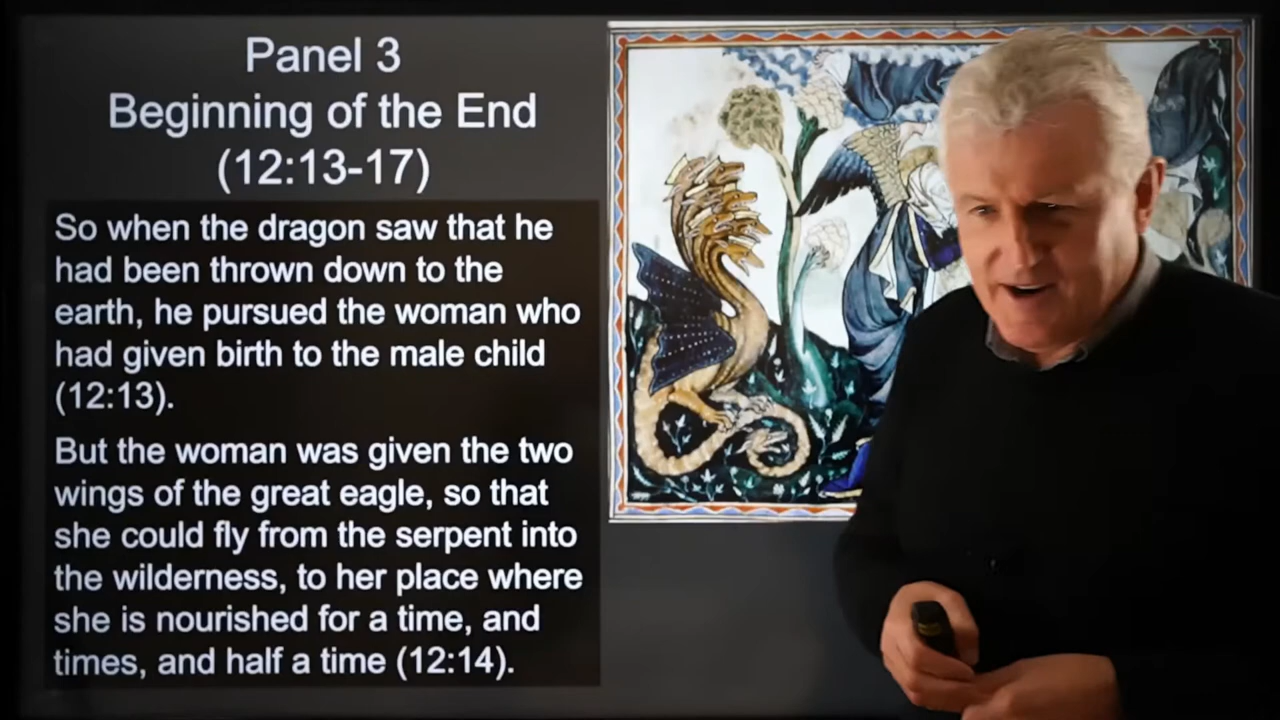 Panel 3
Beginning of the End
(12:13-17)
So when the dragon saw that he
had been thrown down to the
earth, he pursued the woman who
had given birth to the male child
(12:13).
But the woman was given the two
wings of the great eagle, so that
she could fly from the serpent into
the wilderness, to her place where
she is nourished for a time, and
times, and half a time (12:14).